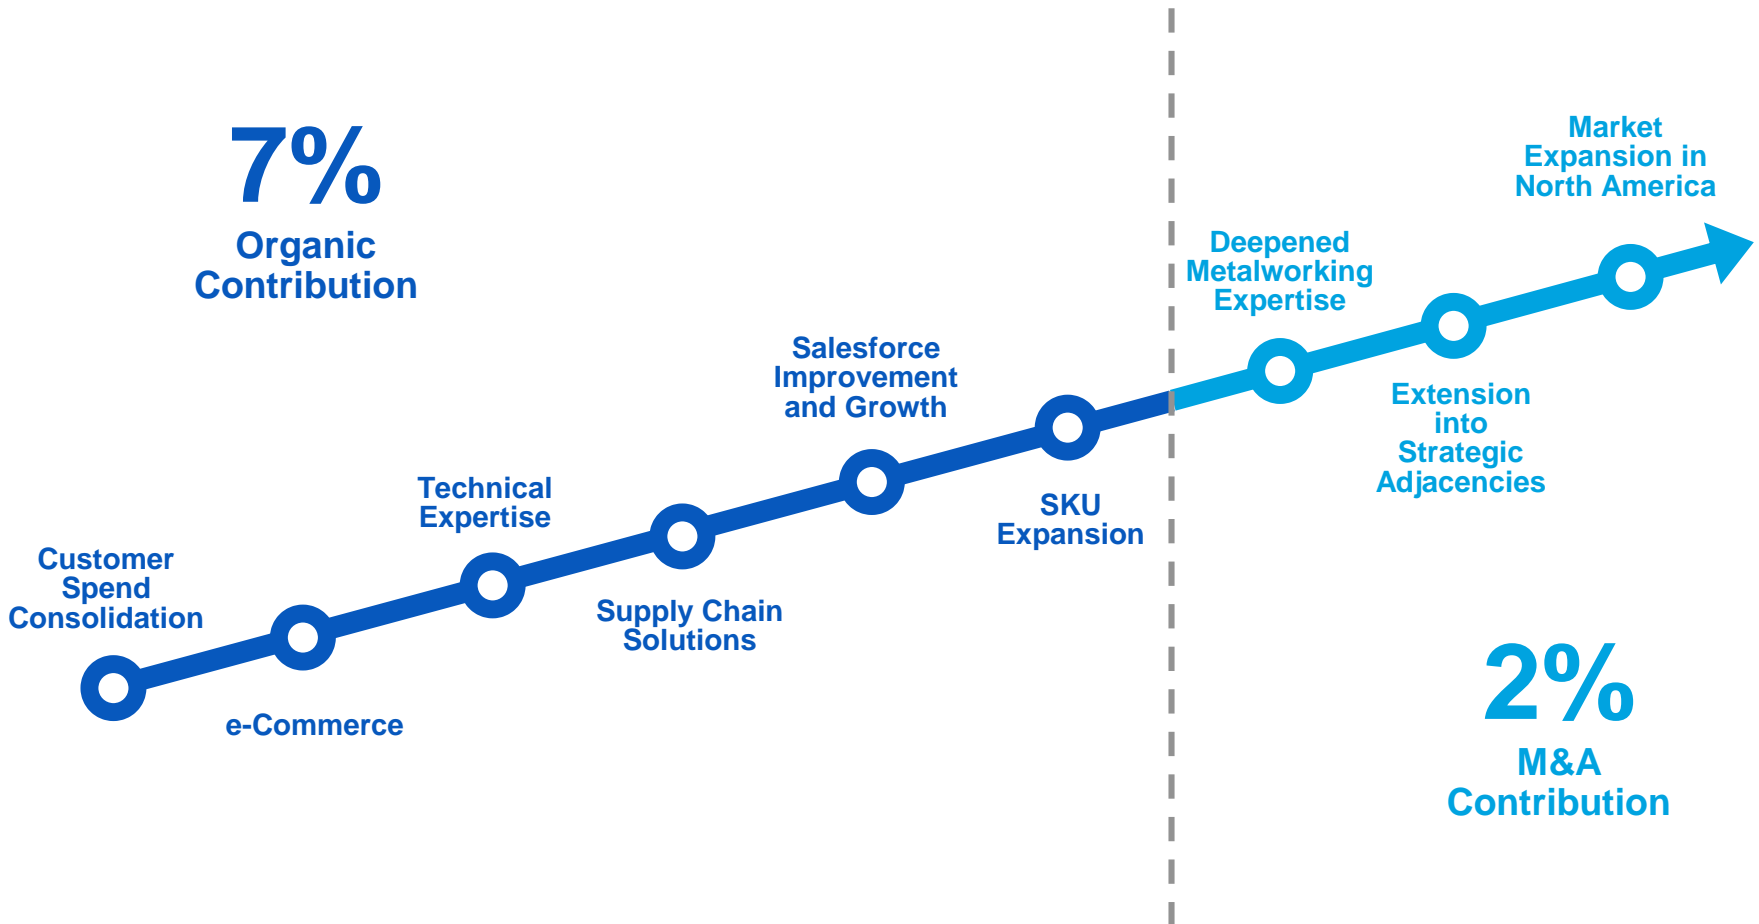 7%
Organic
Contribution
Customer
Spend
Consolidation
e-Commerce
Technical
Expertise
Supply Chain
Solutions
Salesforce
Improvement
and Growth
SKU
Expansion
Deepened
Metalworking
Expertise
Extension
into
Strategic
Adjacencies
Market
Expansion in
North America
2%
M&A
Contribution